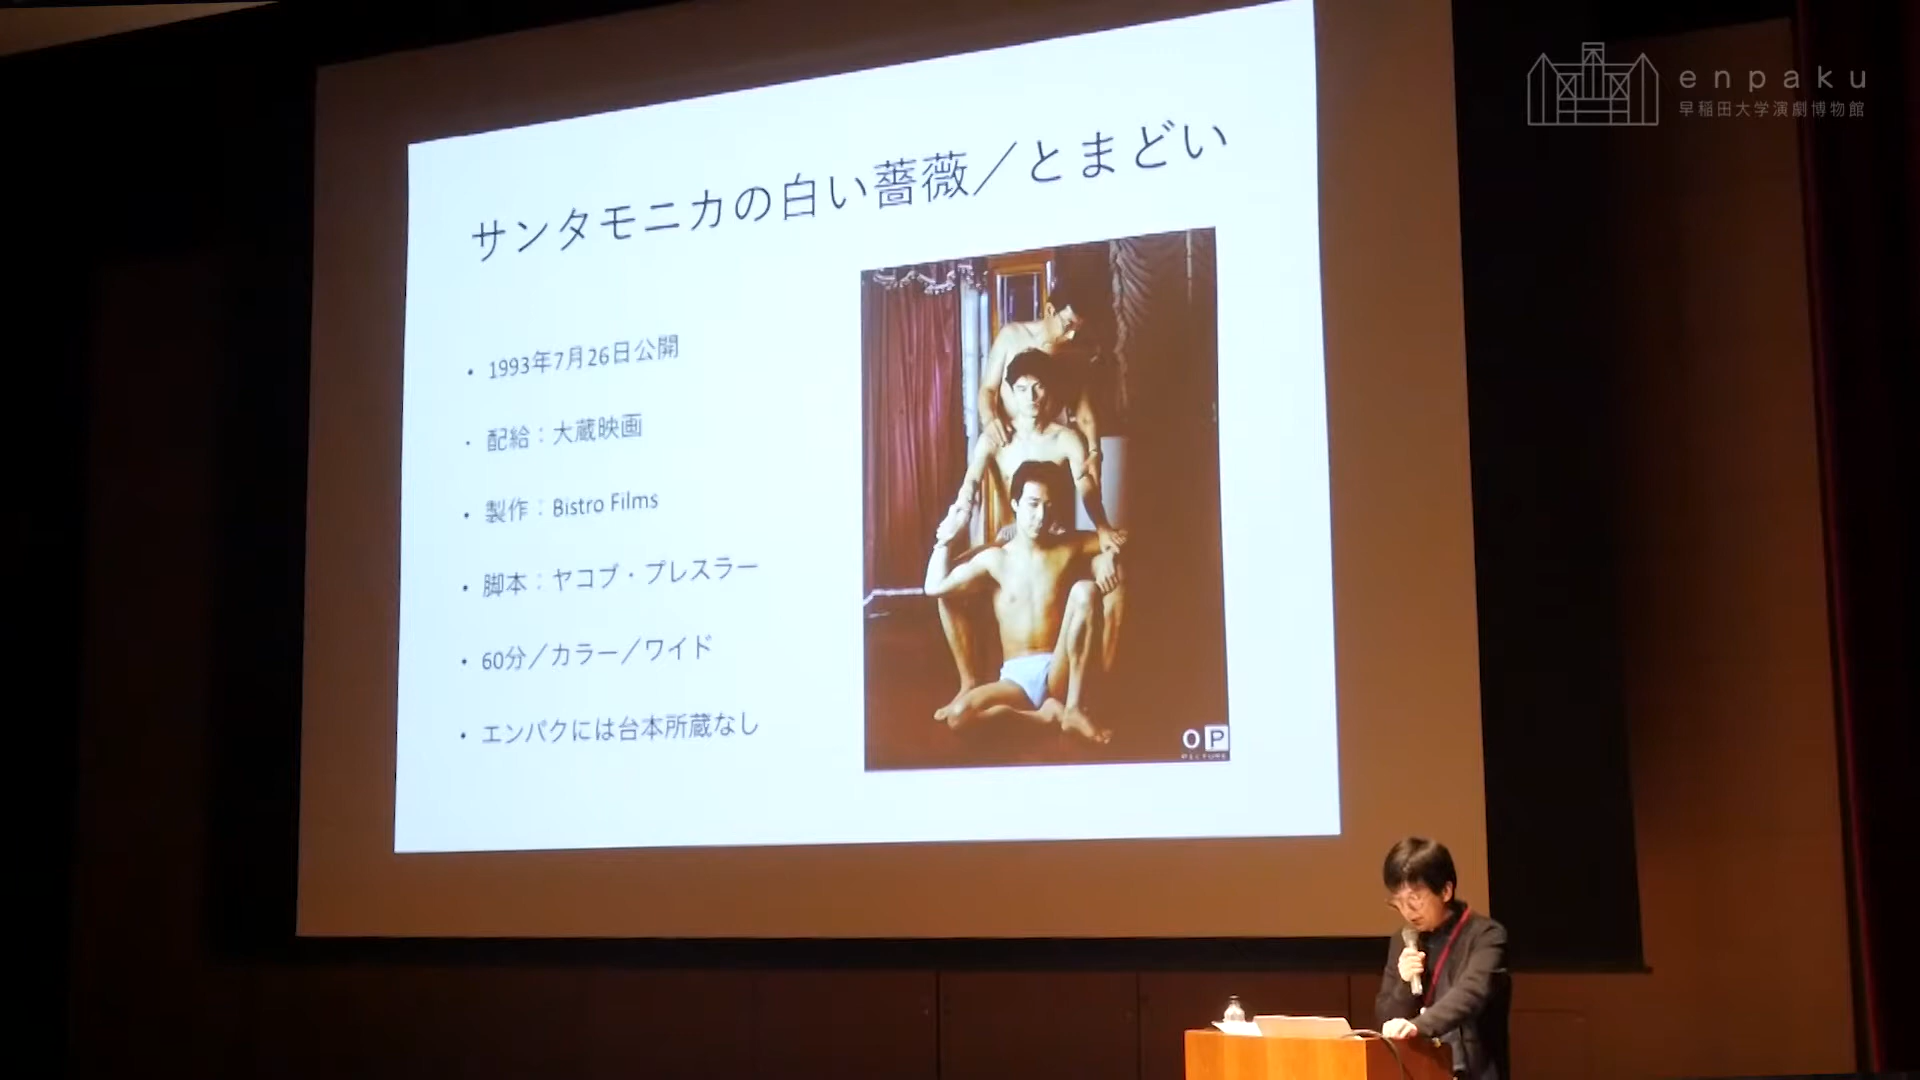 enpaku
早稲田大学演劇博物館
サンタモニカの白い薔薇／とまどい
• 1993年7月26日公開
• 配給：大蔵映画
• 製作：Bistro Films
• 脚本：ヤコブ・プレスラー
• 60分／カラー／ワイド
• エンパクには台本所蔵なし
OP
PICTURE